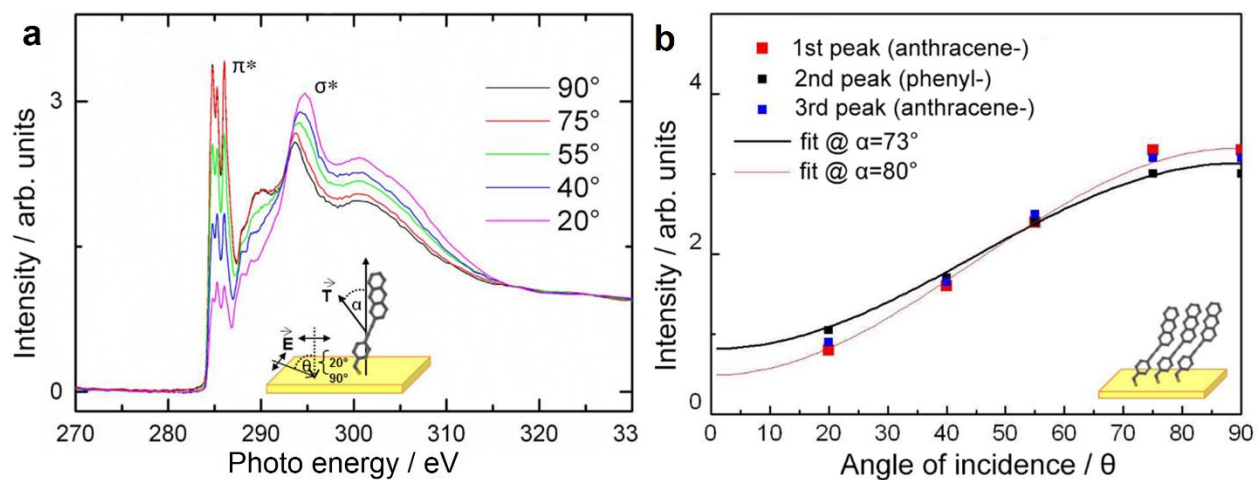 a
π*
σ*
90°
75°
55°
40°
20°
3
0
Intensity / arb. units
T
α
E
θ
20°
90°
270 280 290 300 310 320 33
Photo energy / eV
b
1st peak (anthracene-)
2nd peak (phenyl-)
3rd peak (anthracene-)
fit @ α=73°
fit @ α=80°
4
2
0
Intensity / arb. units
0 10 20 30 40 50 60 70 80 90
Angle of incidence / θ